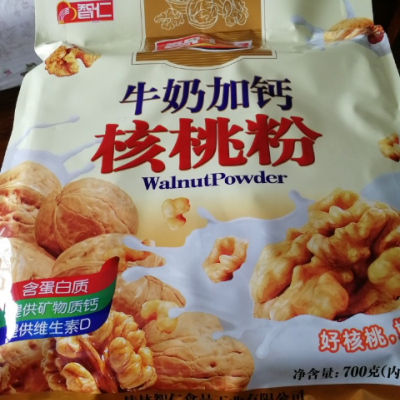 智仁
牛奶加钙
核桃粉
WalnutPowder
含蛋白质
提供矿物质钙
提供维生素D
好核桃,
净含量: 700克(内